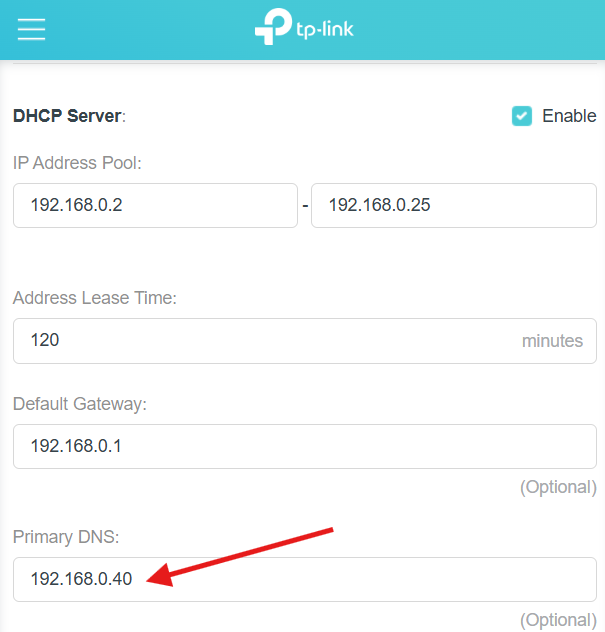 tp-link
DHCP Server:
Enable
IP Address Pool:
192.168.0.2 - 192.168.0.25
Address Lease Time:
120 minutes
Default Gateway:
192.168.0.1
(Optional)
Primary DNS:
192.168.0.40
(Optional)